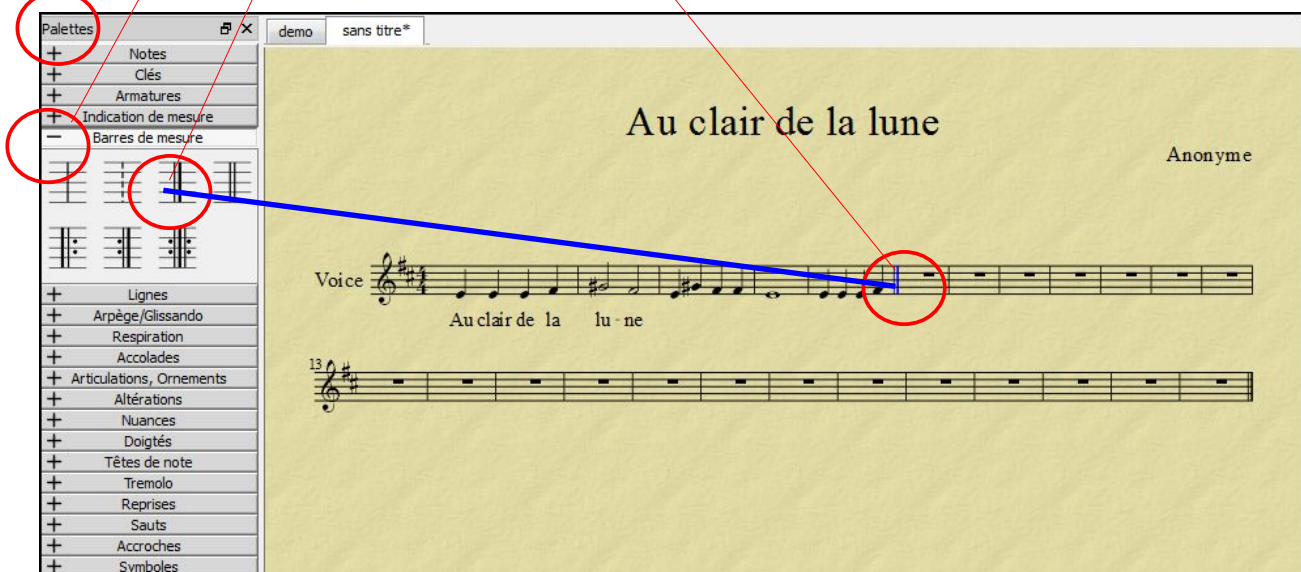 Palettes
demo
sans titre*
Notes
Clés
Armatures
Indication de mesure
Barres de mesure
Lignes
Arpège/Glissando
Respiration
Accolades
Articulations, Ornements
Altérations
Nuances
Doigtés
Têtes de note
Tremolo
Reprises
Sauts
Accroches
Symboles
Au clair de la lune
Anonyme
Voice
4
4
Au clair de la lu - ne
13